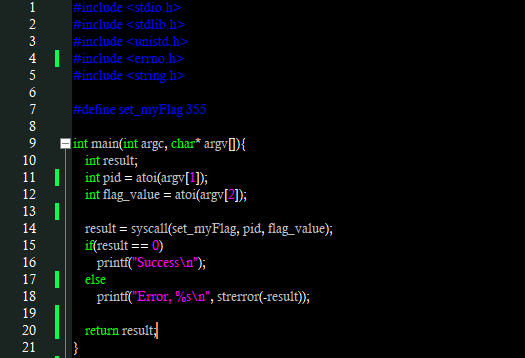 1 #include <stdio.h>
2 #include <stdlib.h>
3 #include <unistd.h>
4 #include <errno.h>
5 #include <string.h>
6
7 #define set_myFlag 355
8
9 int main(int argc, char* argv[]){
10 int result;
11 int pid = atoi(argv[1]);
12 int flag_value = atoi(argv[2]);
13
14 result = syscall(set_myFlag, pid, flag_value);
15 if(result == 0)
16 printf("Success\n");
17 else
18 printf("Error, %s\n", strerror(-result));
19
20 return result;
21 }